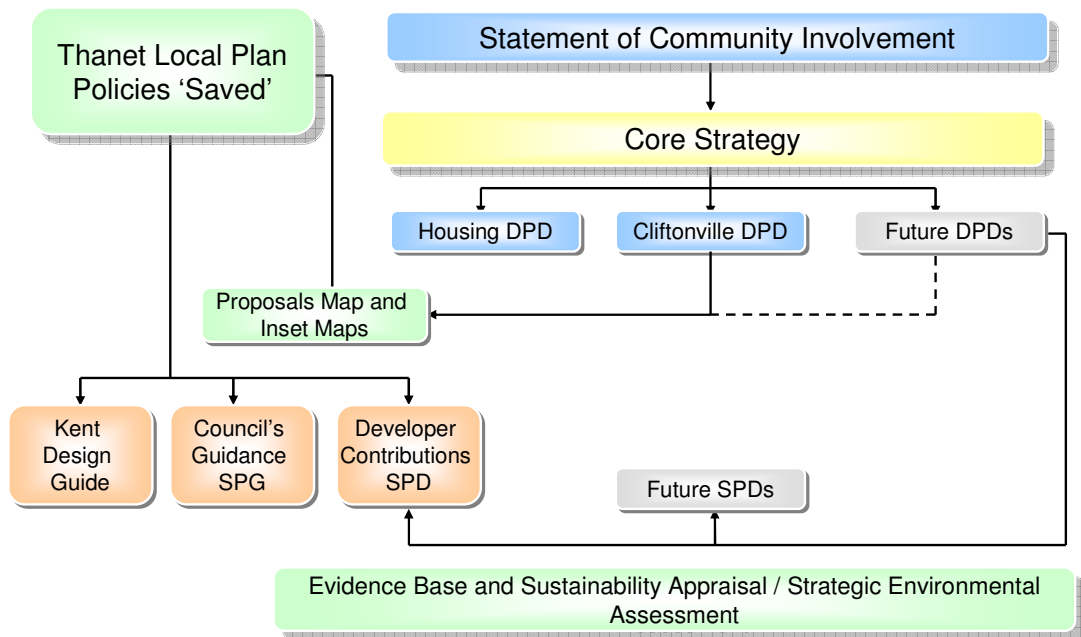 Thanet Local Plan
Policies ‘Saved’
Statement of Community Involvement
Core Strategy
Housing DPD
Cliftonville DPD
Future DPDs
Proposals Map and
Inset Maps
Kent
Design
Guide
Council’s
Guidance
SPG
Developer
Contributions
SPD
Future SPDs
Evidence Base and Sustainability Appraisal / Strategic Environmental
Assessment